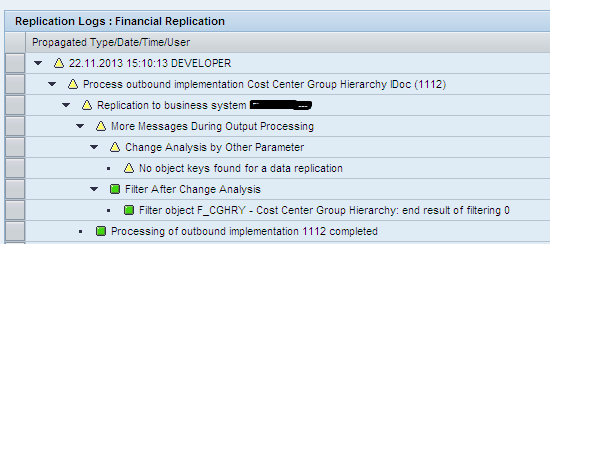 Replication Logs : Financial Replication
Propagated Type/Date/Time/User
22.11.2013 15:10:13 DEVELOPER
Process outbound implementation Cost Center Group Hierarchy IDoc (1112)
Replication to business system
More Messages During Output Processing
Change Analysis by Other Parameter
No object keys found for a data replication
Filter After Change Analysis
Filter object F_CGHRY - Cost Center Group Hierarchy: end result of filtering 0
Processing of outbound implementation 1112 completed